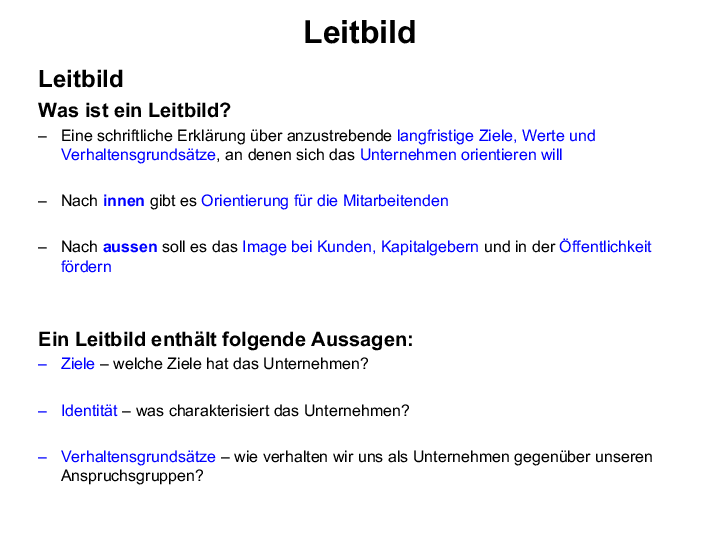 Leitbild
Leitbild
Was ist ein Leitbild?
– Eine schriftliche Erklärung über anzustrebende langfristige Ziele, Werte und
Verhaltensgrundsätze, an denen sich das Unternehmen orientieren will
– Nach innen gibt es Orientierung für die Mitarbeitenden
– Nach aussen soll es das Image bei Kunden, Kapitalgebern und in der Öffentlichkeit
fördern
Ein Leitbild enthält folgende Aussagen:
– Ziele – welche Ziele hat das Unternehmen?
– Identität – was charakterisiert das Unternehmen?
– Verhaltensgrundsätze – wie verhalten wir uns als Unternehmen gegenüber unseren
Anspruchsgruppen?